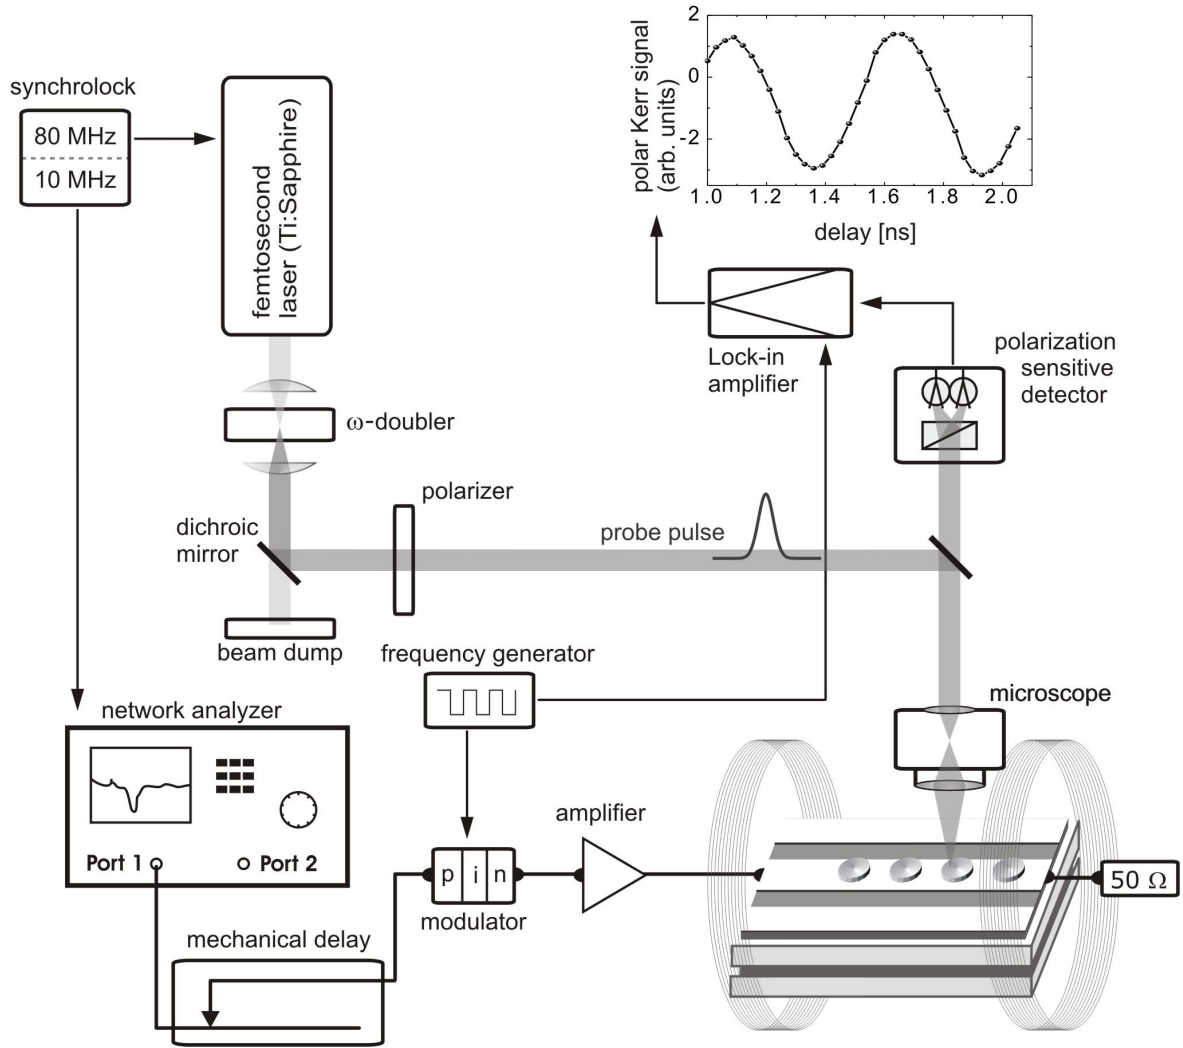 synchrolock
80 MHz
10 MHz
femtosecond
laser (Ti:Sapphire)
polar Kerr signal
(arb. units)
2
0
-2
1.0 1.2 1.4 1.6 1.8 2.0
delay [ns]
Lock-in
amplifier
polarization
sensitive
detector
ω-doubler
polarizer
dichroic
mirror
probe pulse
beam dump
frequency generator
microscope
network analyzer
Port 1
Port 2
amplifier
p i n
modulator
50 Ω
mechanical delay